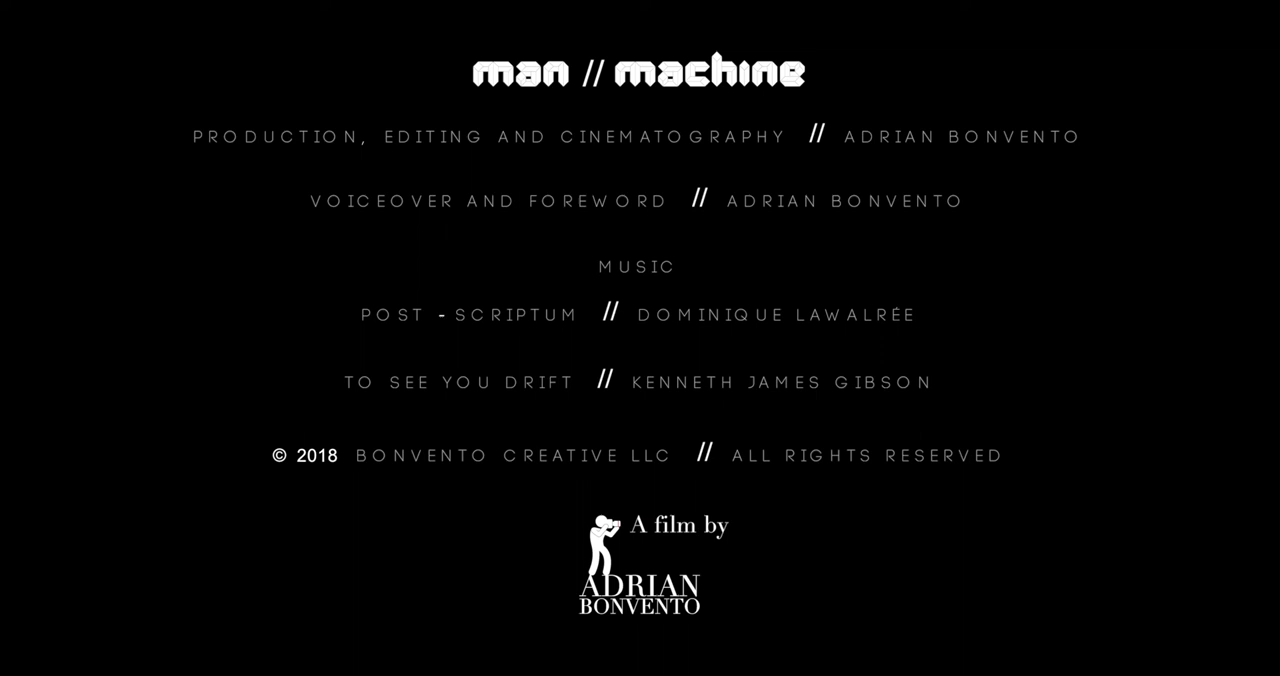 man // machine
PRODUCTION, EDITING AND CINEMATOGRAPHY // ADRIAN BONVENTO
VOICEOVER AND FOREWORD // ADRIAN BONVENTO
MUSIC
POST - SCRIPTUM // DOMINIQUE LAWALRÉE
TO SEE YOU DRIFT // KENNETH JAMES GIBSON
© 2018 BONVENTO CREATIVE LLC // ALL RIGHTS RESERVED
A film by
ADRIAN
BONVENTO